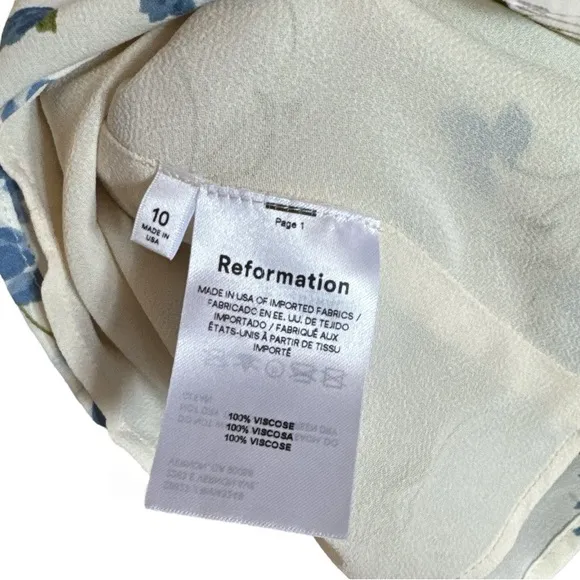 10
MADE IN
USA
Page 1
Reformation
MADE IN USA OF IMPORTED FABRICS /
FABRICADO EN EE. UU. DE TEJIDO
IMPORTADO / FABRIQUÉ AUX
ÉTATS-UNIS À PARTIR DE TISSU
IMPORTÉ
100% VISCOSE
100% VISCOSA
100% VISCOSE